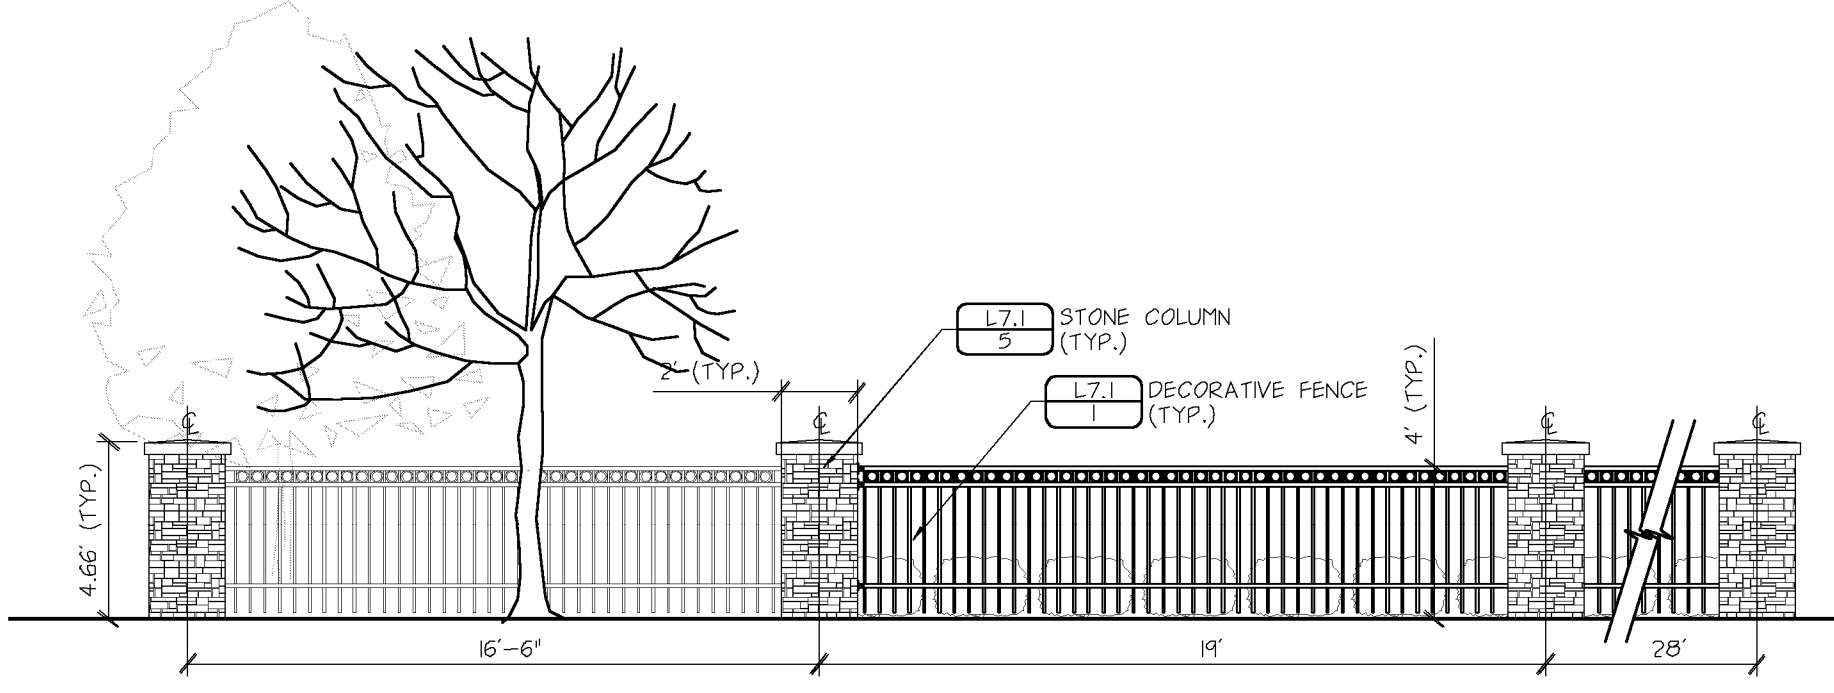 L7.1
5
STONE COLUMN
(TYP.)
2' (TYP.)
L7.1
1
DECORATIVE FENCE
(TYP.)
4' (TYP.)
℄
℄
℄
℄
4.66' (TYP.)
16'-6"
19'
28'